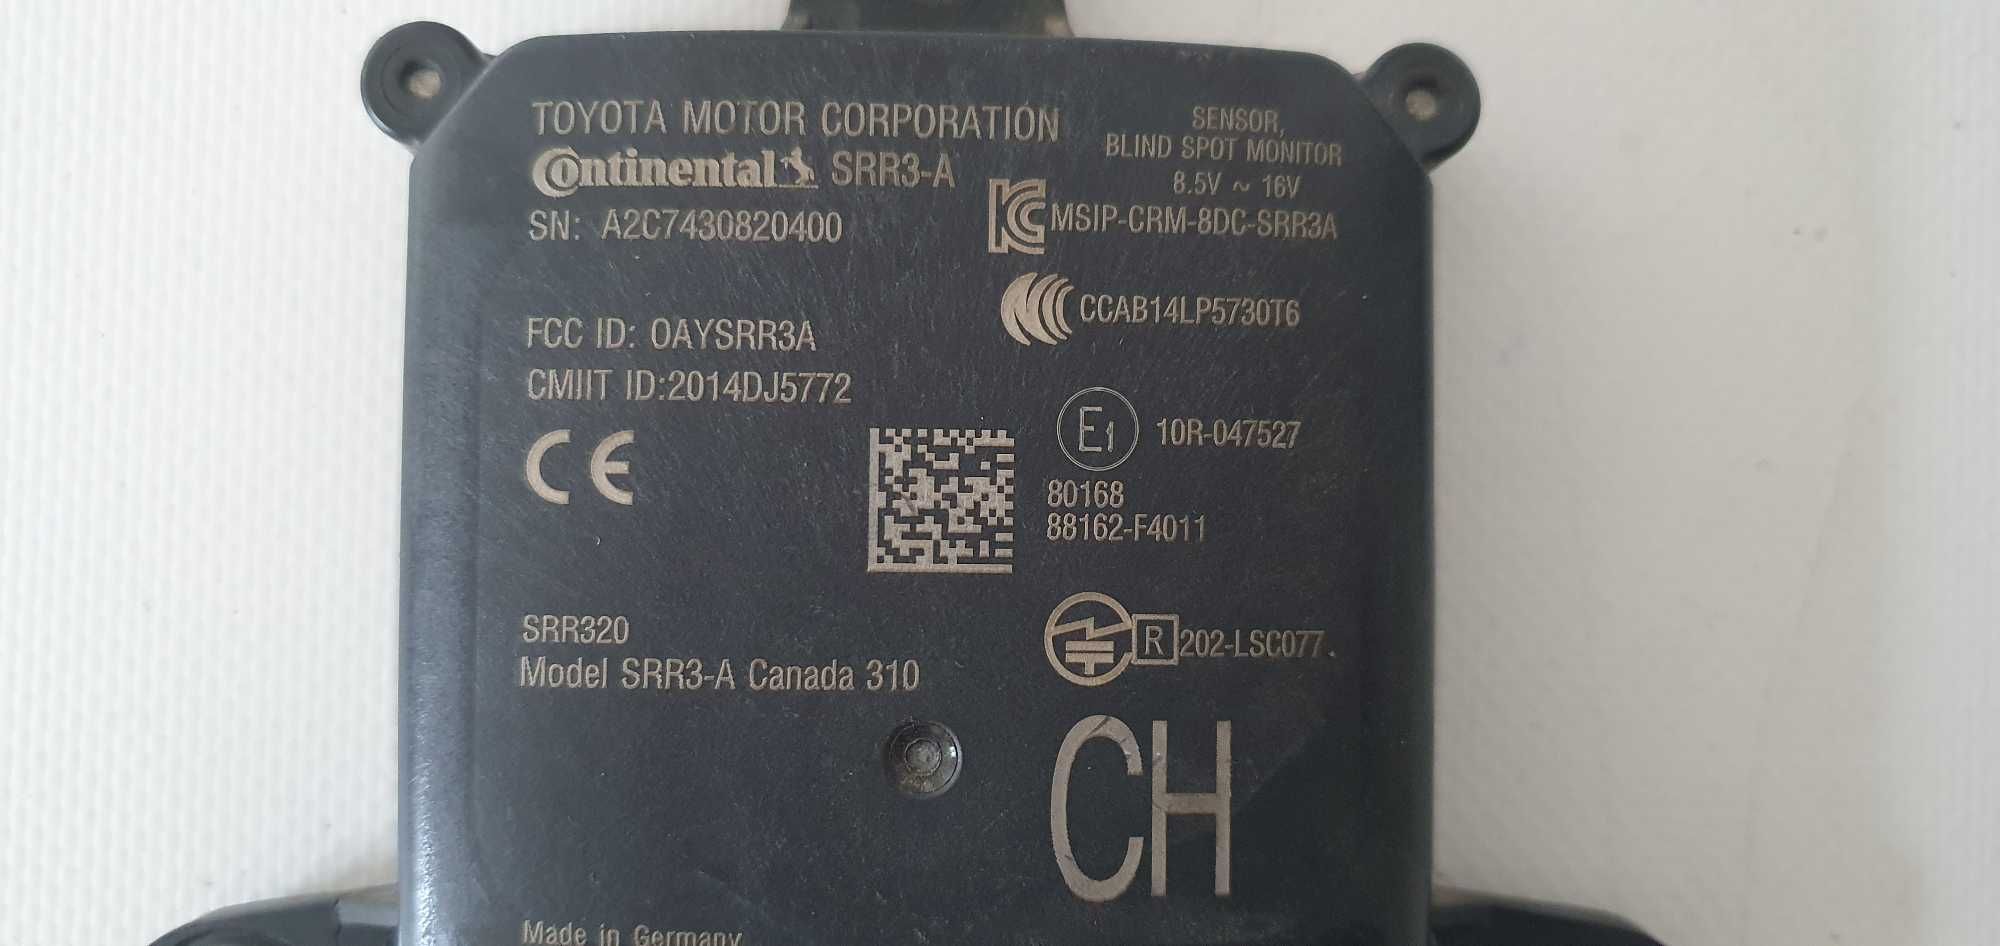 TOYOTA MOTOR CORPORATION
Continental SRR3-A
SN: A2C7430820400
SENSOR,
BLIND SPOT MONITOR
8.5V ~ 16V
MSIP-CRM-8DC-SRR3A
CCAB14LP5730T6
FCC ID: OAYSRR3A
CMIIT ID:2014DJ5772
CE
E1 10R-047527
80168
88162-F4011
SRR320
Model SRR3-A Canada 310
R 202-LSC077.
CH
Made in Germany